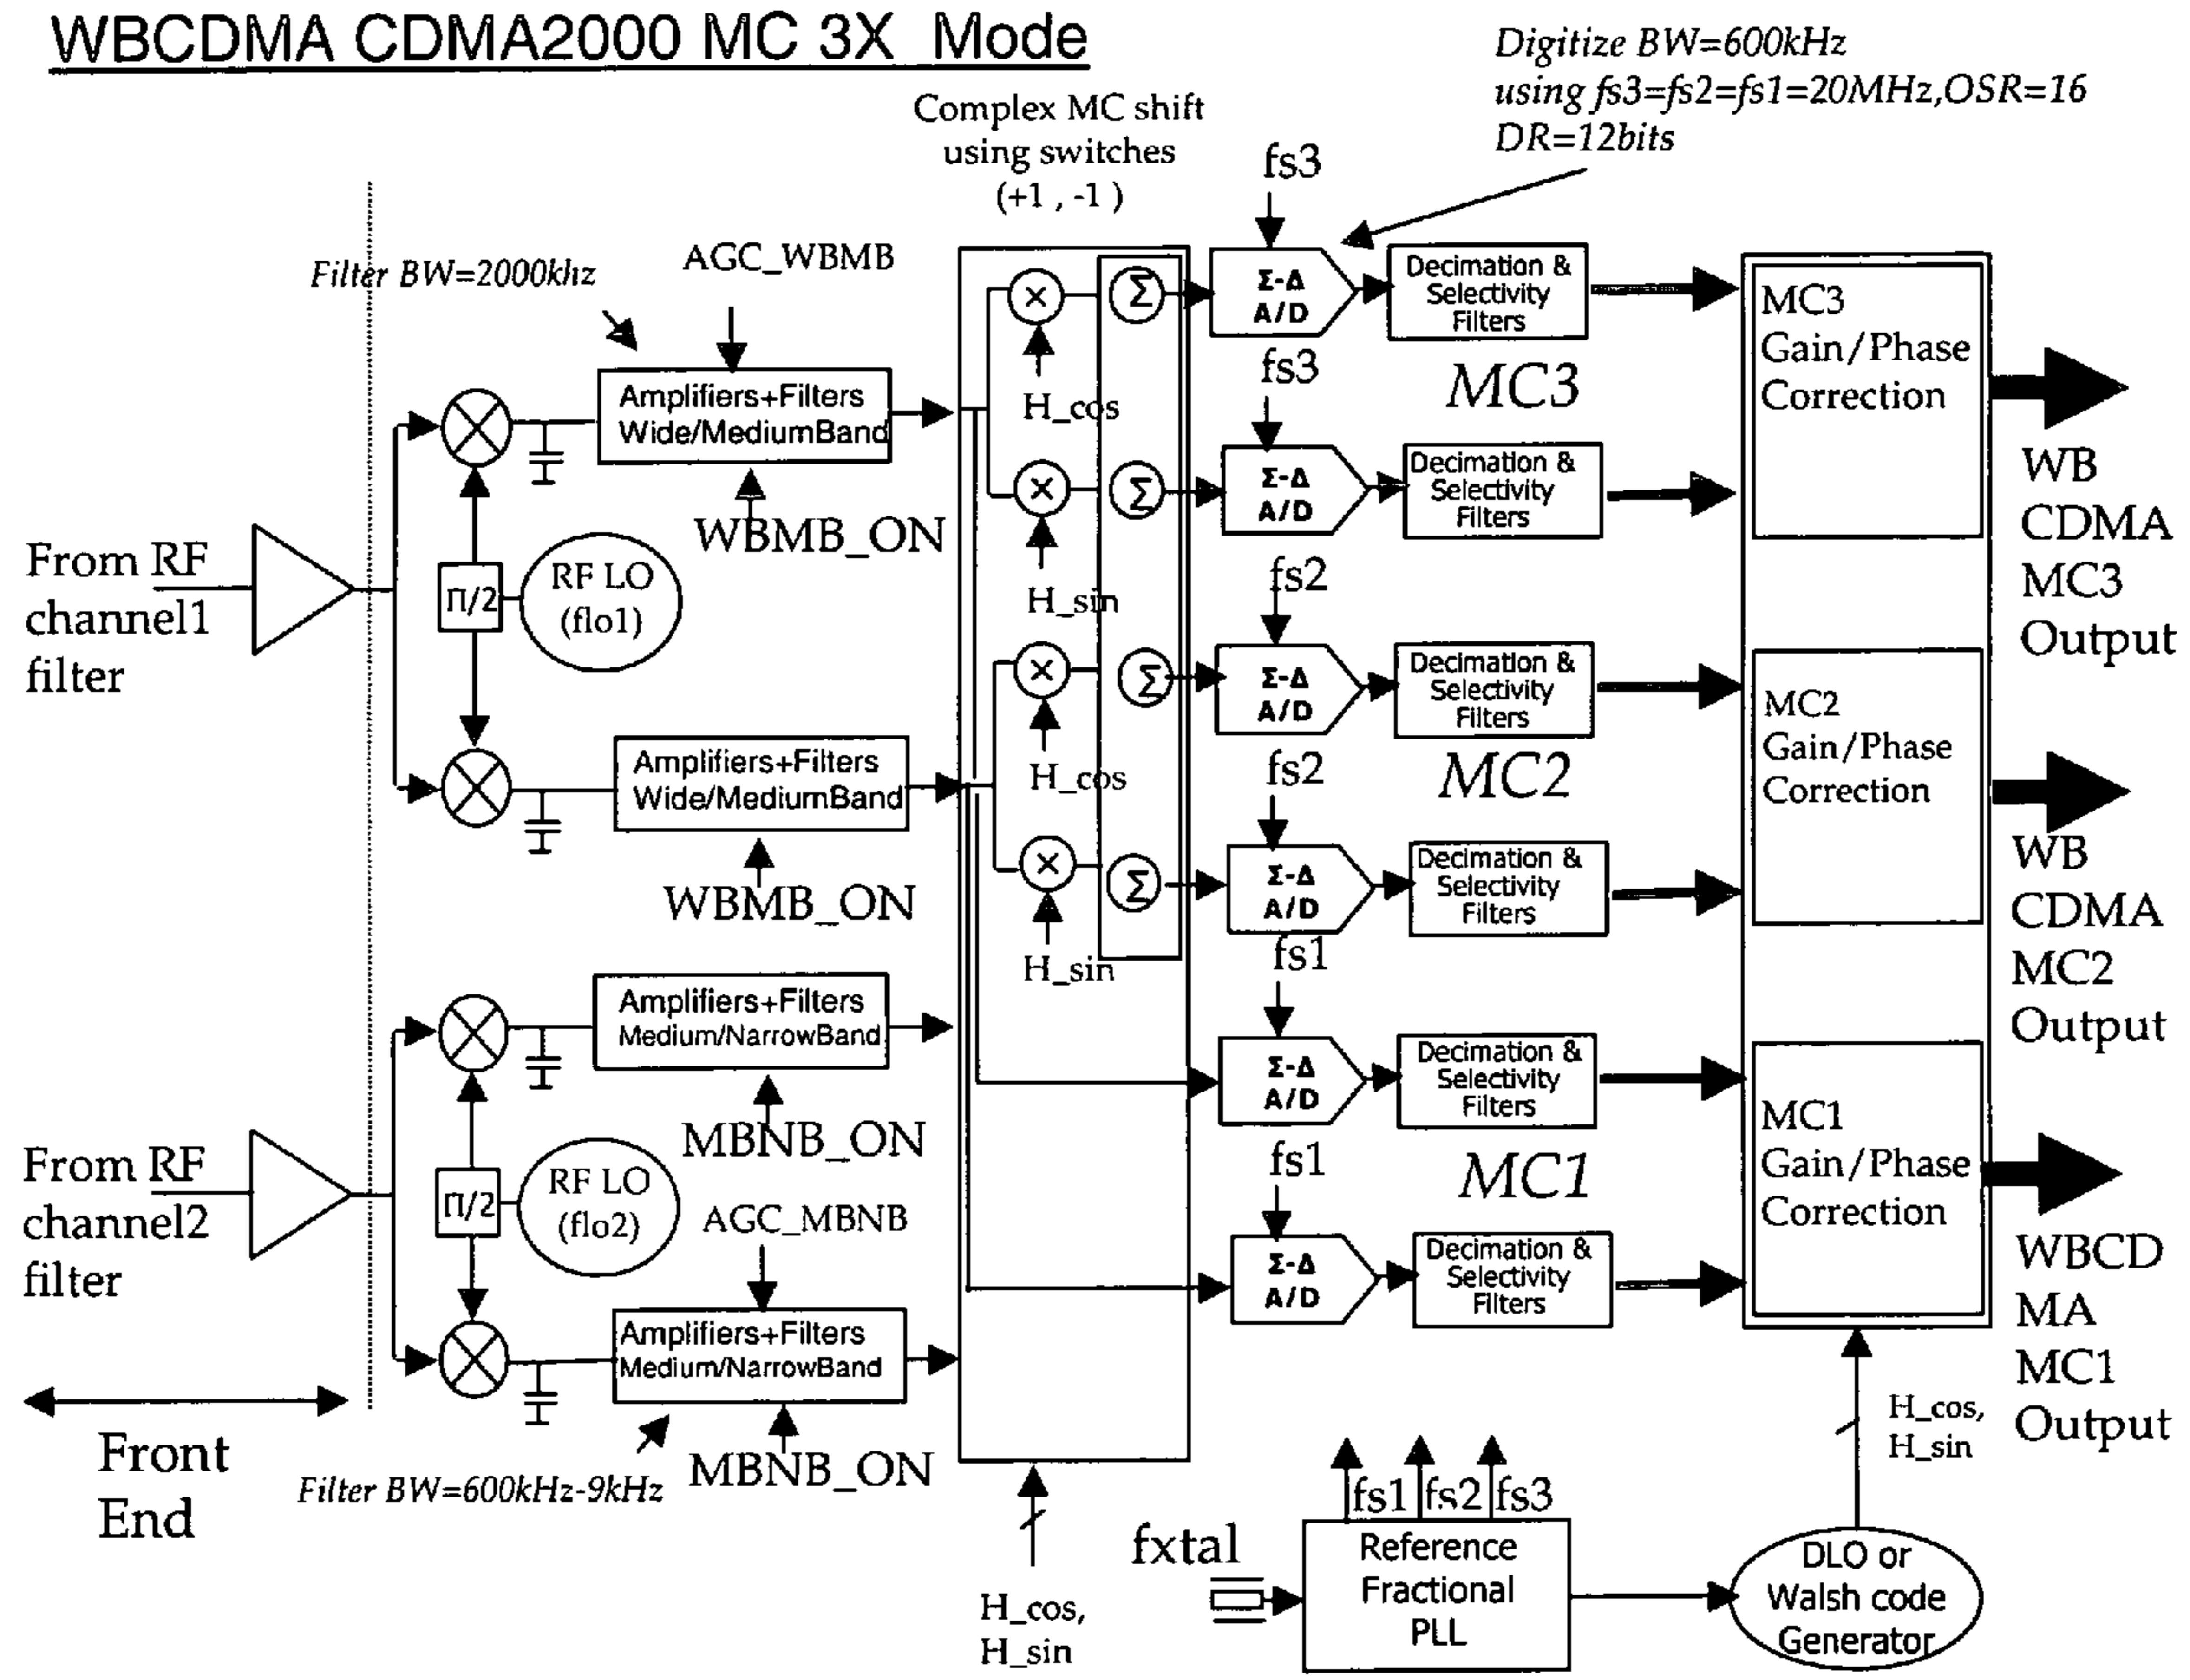 WBCDMA CDMA2000 MC 3X Mode
Digitize BW=600kHz
using fs3=fs2=fs1=20MHz,OSR=16
DR=12bits
Complex MC shift
using switches
(+1 , -1 )
fs3
Filter BW=2000khz
AGC_WBMB
Σ-Δ
A/D
Decimation &
Selectivity
Filters
MC3
Gain/Phase
Correction
×
Σ
H_cos
fs3
MC3
Amplifiers+Filters
Wide/MediumBand
WBMB_ON
×
Σ
H_sin
Σ-Δ
A/D
Decimation &
Selectivity
Filters
WB
CDMA
MC3
Output
From RF
channel1
filter
Π/2
RF LO
(flo1)
fs2
×
Σ
H_cos
Σ-Δ
A/D
Decimation &
Selectivity
Filters
MC2
Gain/Phase
Correction
fs2
MC2
Amplifiers+Filters
Wide/MediumBand
WBMB_ON
×
Σ
H_sin
Σ-Δ
A/D
Decimation &
Selectivity
Filters
WB
CDMA
MC2
Output
fs1
Amplifiers+Filters
Medium/NarrowBand
MBNB_ON
Σ-Δ
A/D
Decimation &
Selectivity
Filters
MC1
Gain/Phase
Correction
From RF
channel2
filter
Π/2
RF LO
(flo2)
AGC_MBNB
fs1
MC1
Σ-Δ
A/D
Decimation &
Selectivity
Filters
WBCD
MA
MC1
Output
Amplifiers+Filters
Medium/NarrowBand
MBNB_ON
Filter BW=600kHz-9kHz
Front
End
H_cos,
H_sin
fs1 fs2 fs3
fxtal
Reference
Fractional
PLL
DLO or
Walsh code
Generator
H_cos,
H_sin